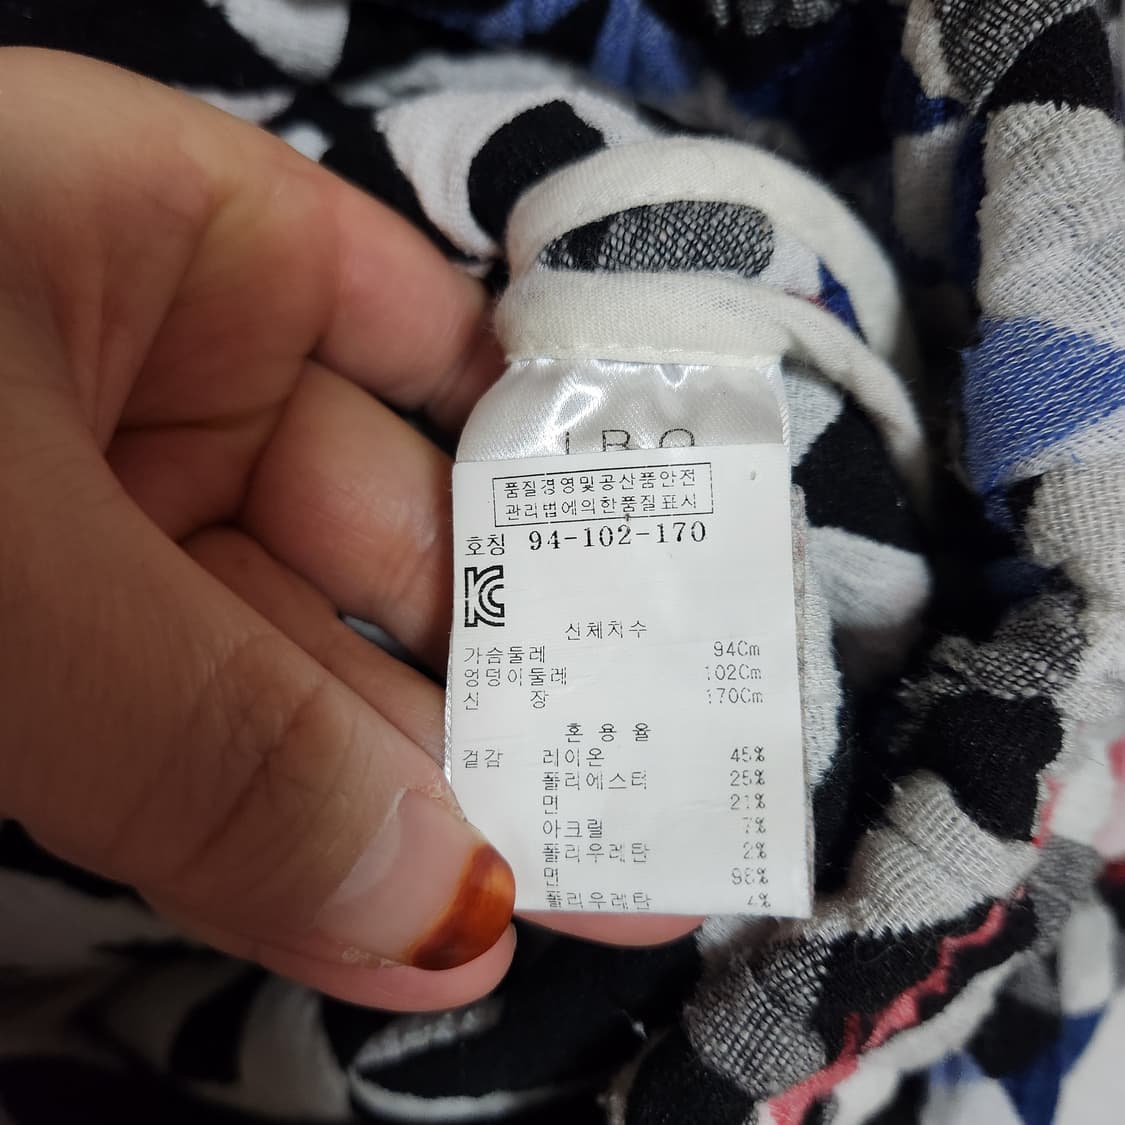 품질경영및공산품안전
관리법에의한품질표시
호칭 94-102-170
신체치수
가슴둘레 94Cm
엉덩이둘레 102Cm
신 장 170Cm
혼 용 율
겉감 레이온 45%
폴리에스터 25%
면 21%
아크릴 7%
폴리우레탄 2%
면
폴리우레탄 4%